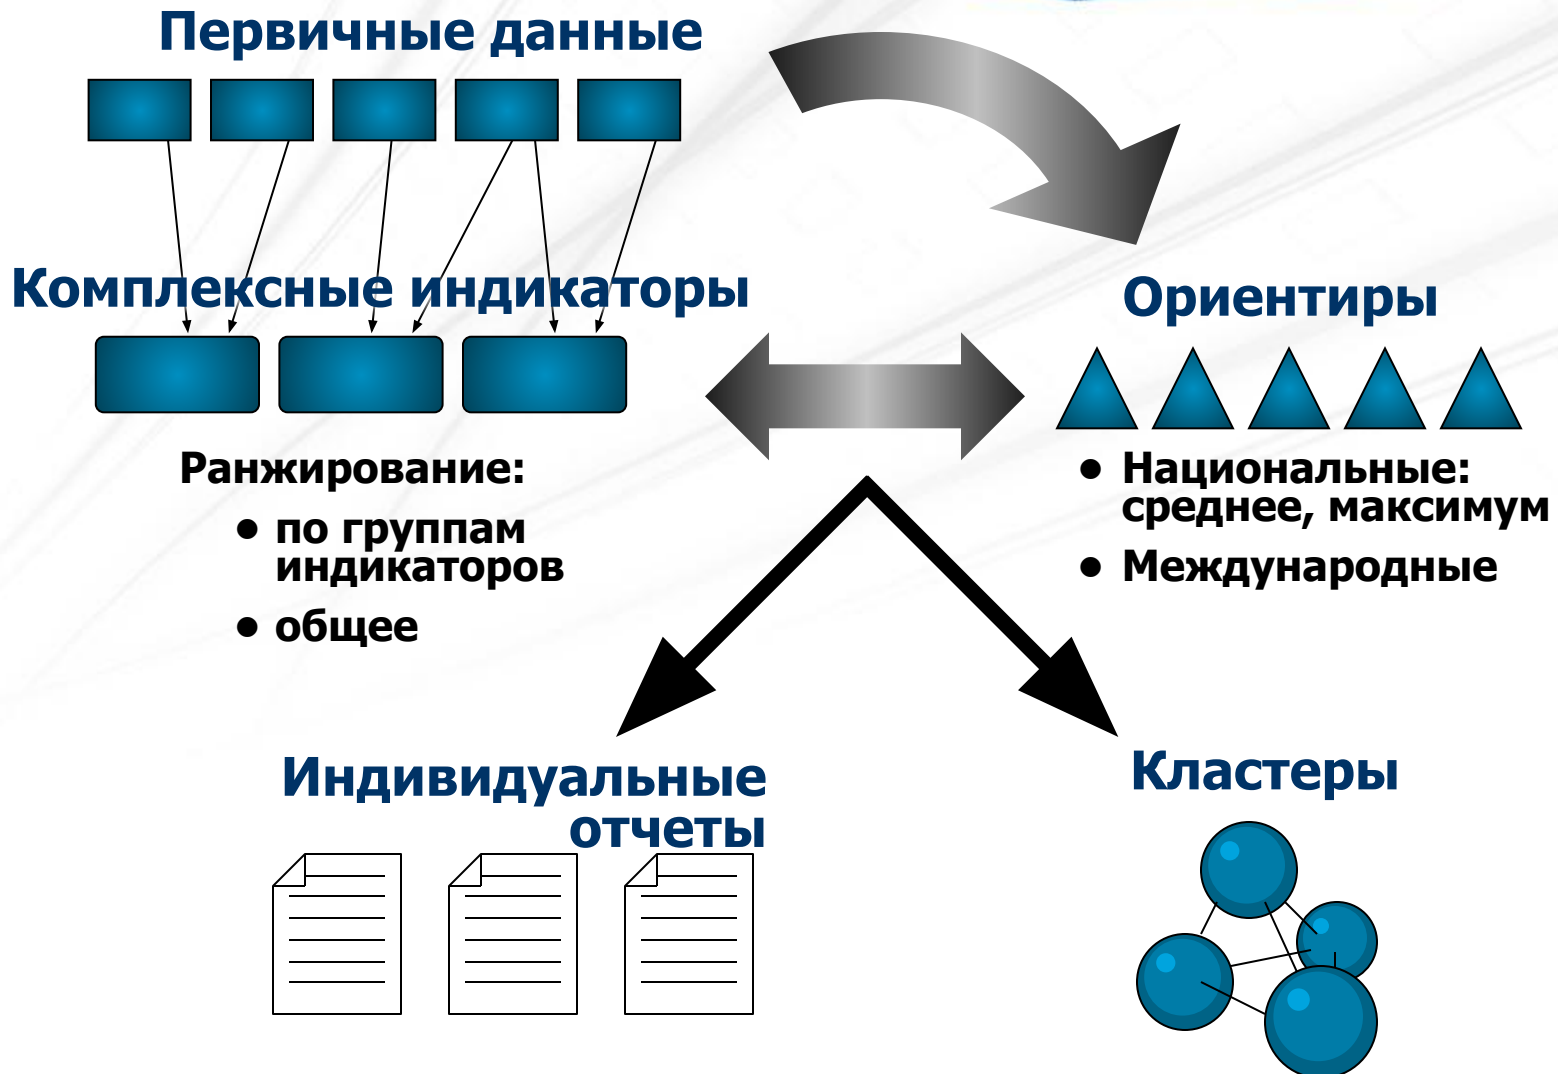 Первичные данные
Комплексные индикаторы
Ориентиры
Ранжирование:
• по группам
индикаторов
• общее
• Национальные:
среднее, максимум
• Международные
Индивидуальные
отчеты
Кластеры